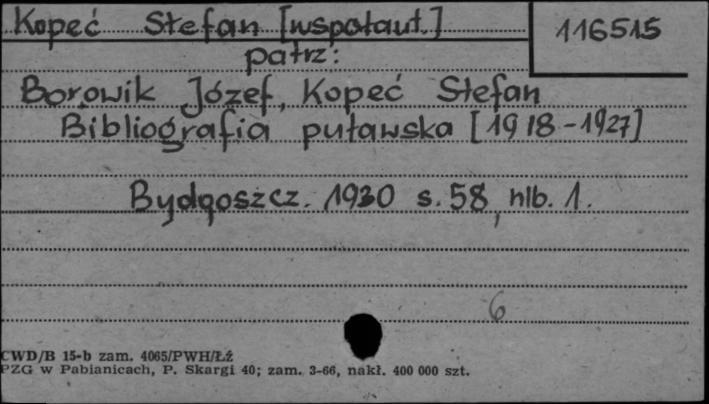 Kopeć Stefan [współaut.] 116515
patrz:
Borowik Józef, Kopeć Stefan
Bibliografia puławska [1918-1927]
Bydgoszcz. 1930 s. 58, nlb. 1.
6
CWD/B 15-b zam. 4065/PWH/Łź
PZG w Pabianicach, P. Skargi 40; zam. 3-66, nakł. 400 000 szt.